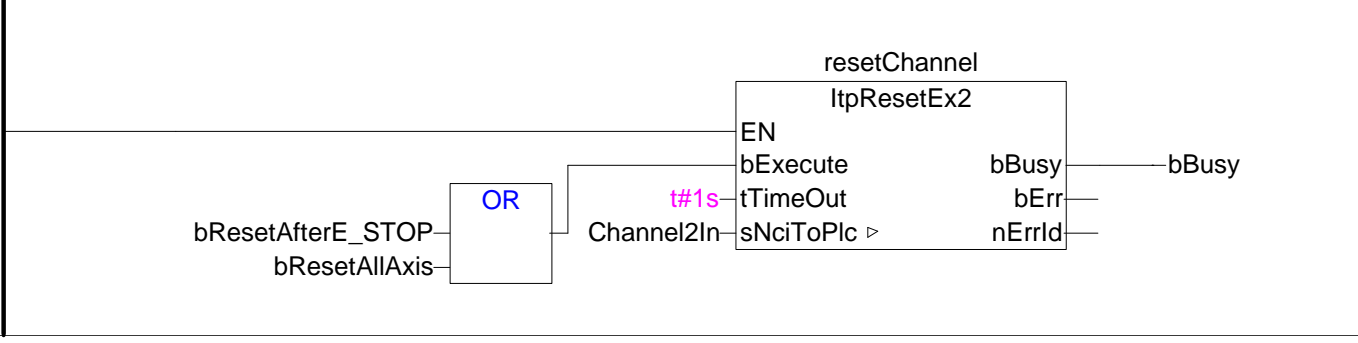 resetChannel
ItpResetEx2
EN
bExecute bBusy bBusy
OR t#1s tTimeOut bErr
bResetAfterE_STOP Channel2In sNciToPlc nErrId
bResetAllAxis